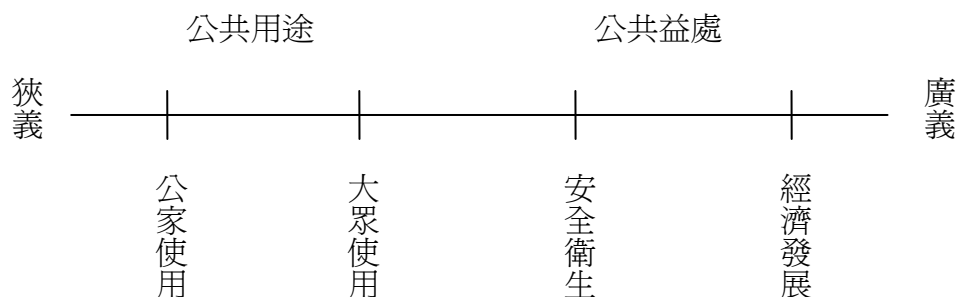 公共用途
公共益處
狹義
廣義
公家使用
大眾使用
安全衛生
經濟發展